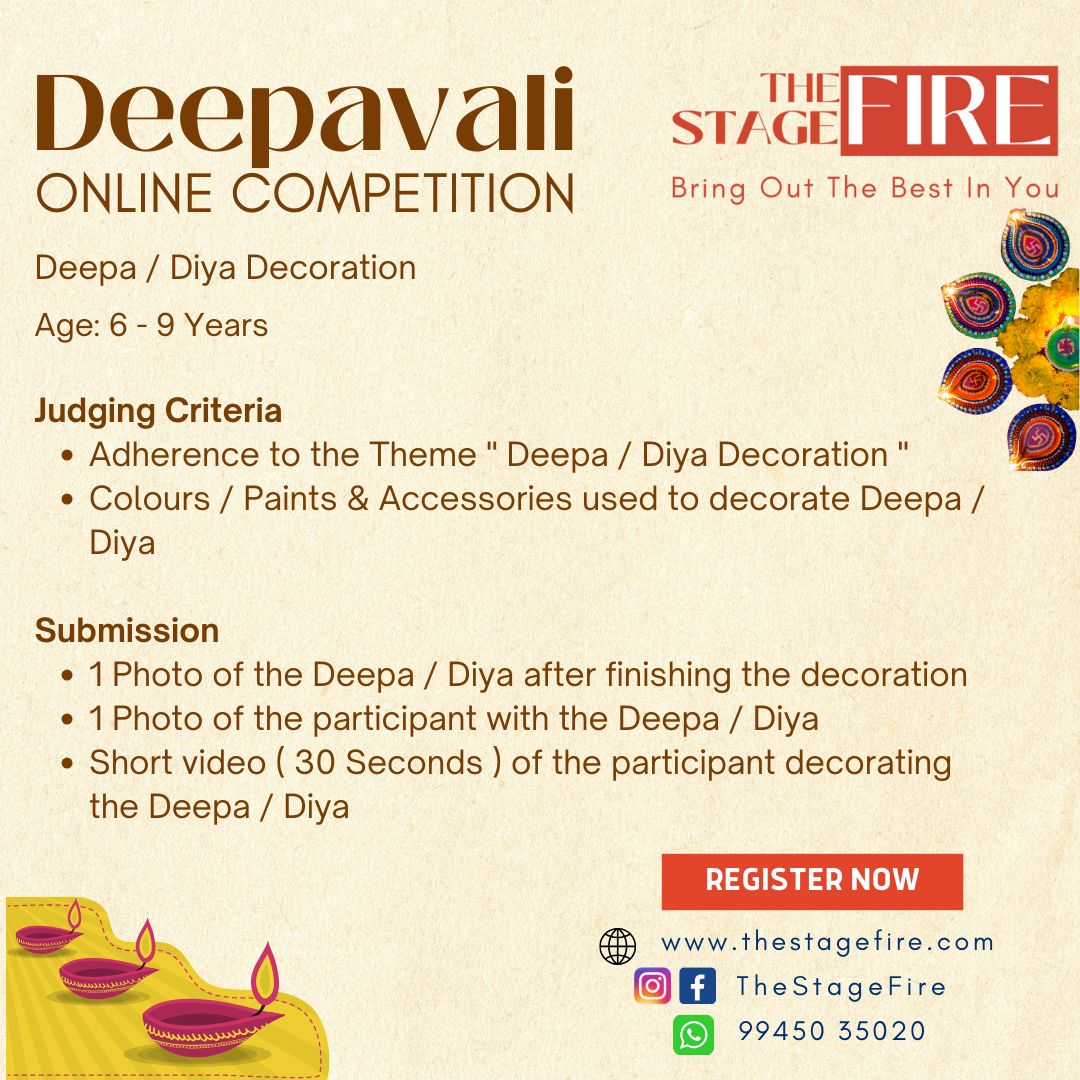 Deepavali
ONLINE COMPETITION
THE
STAGE
FIRE
Bring Out The Best In You
Deepa / Diya Decoration
Age: 6 - 9 Years
Judging Criteria
• Adherence to the Theme " Deepa / Diya Decoration "
• Colours / Paints & Accessories used to decorate Deepa /
Diya
Submission
• 1 Photo of the Deepa / Diya after finishing the decoration
• 1 Photo of the participant with the Deepa / Diya
• Short video ( 30 Seconds ) of the participant decorating
the Deepa / Diya
REGISTER NOW
www.thestagefire.com
TheStageFire
99450 35020